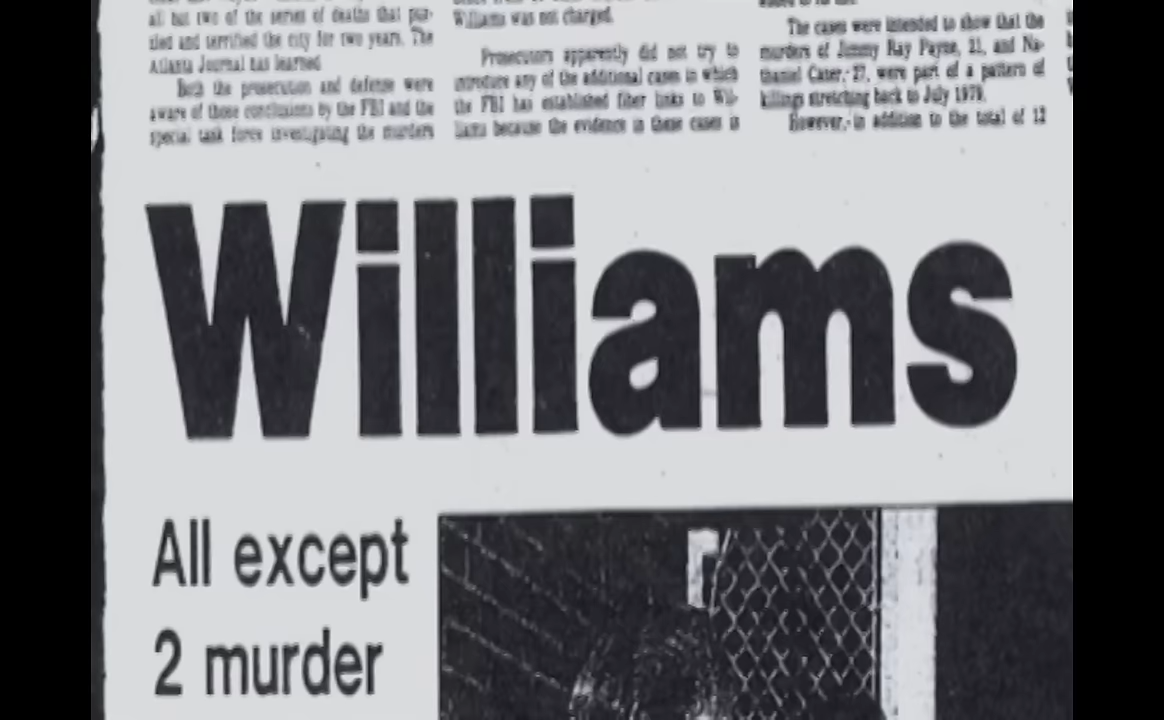 all but two of the series of deaths that puz-
zled and terrified the city for two years, The
Atlanta Journal has learned.
Both the prosecution and defense were
aware of those conclusions by the FBI and the
special task force investigating the murders
Williams was not charged.
Prosecutors apparently did not try to
introduce any of the additional cases in which
the FBI has established fiber links to Wil-
liams because the evidence in these cases is
The cases were intended to show that the
murders of Jimmy Ray Payne, 21, and Na-
thaniel Cater, 27, were part of a pattern of
killings stretching back to July 1979.
However, in addition to the total of 12
Williams
All except
2 murder